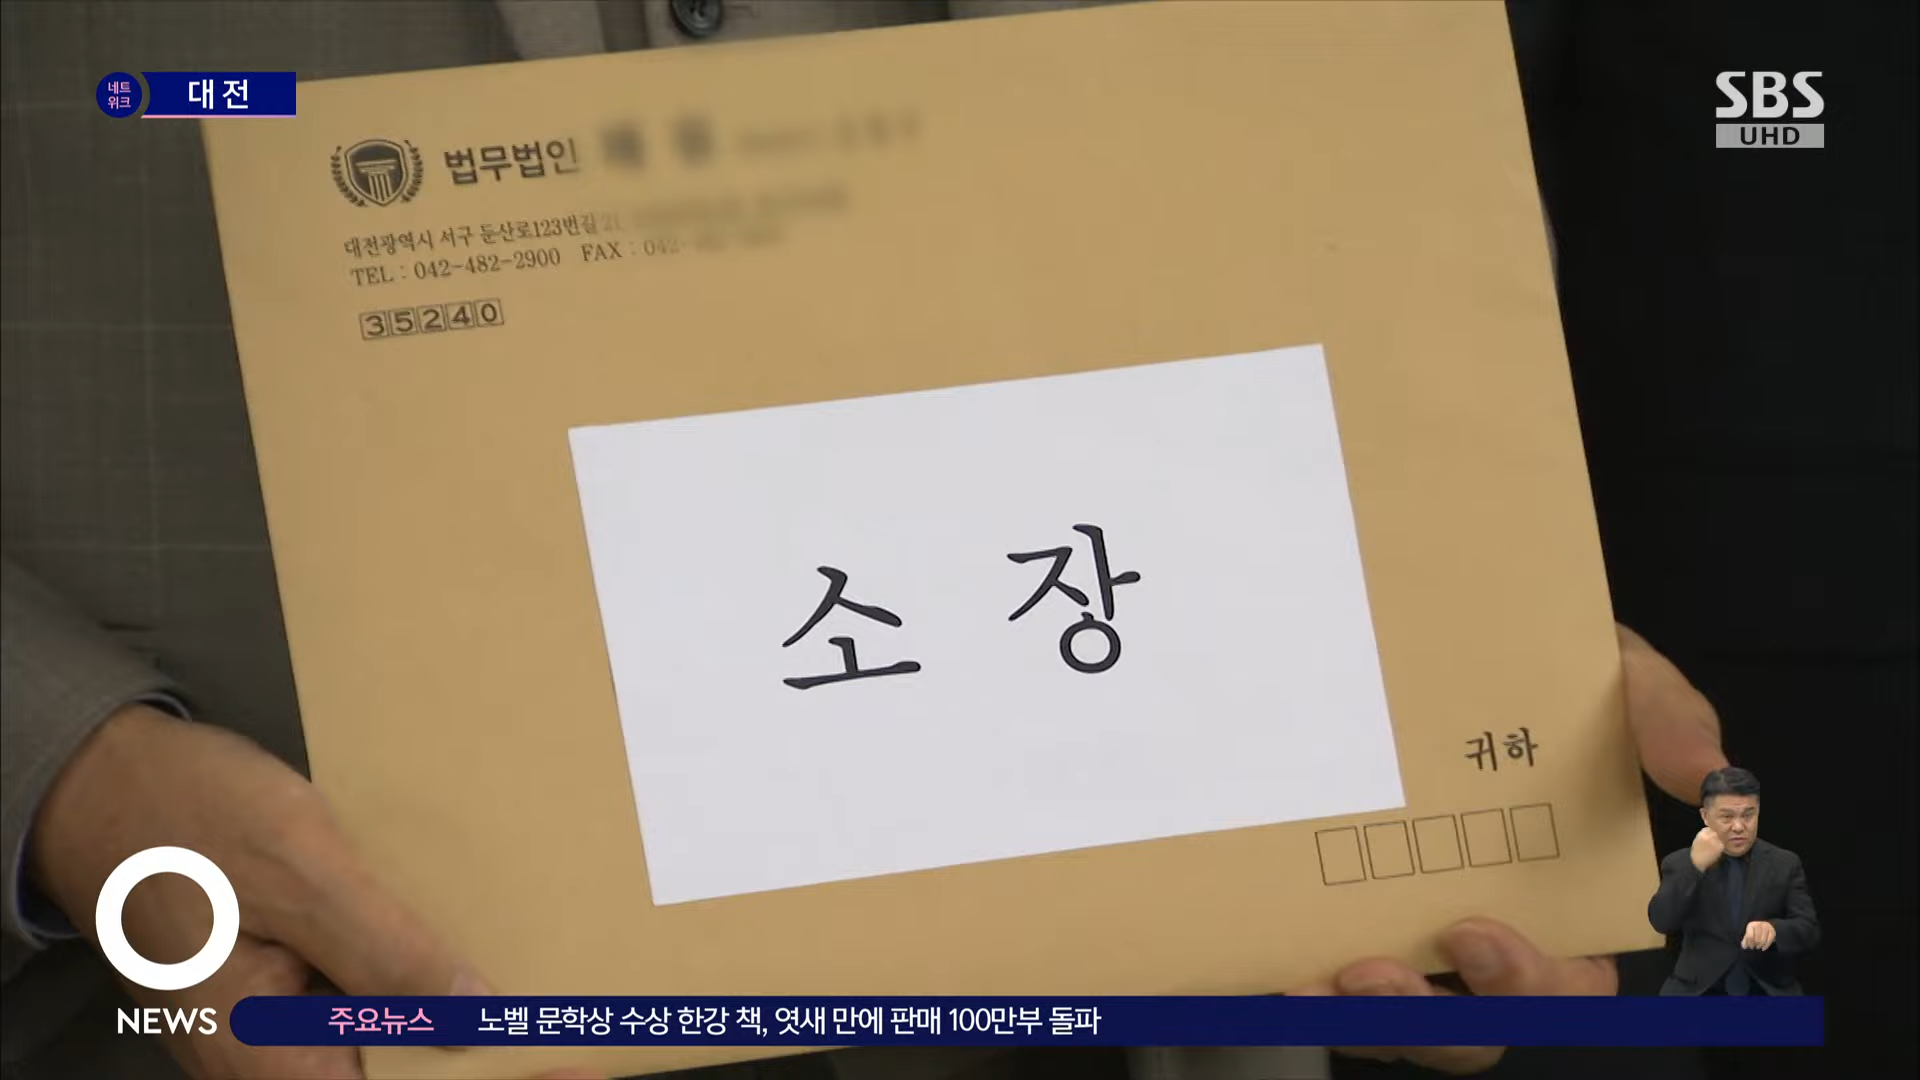 네트
위크
대전
SBS
UHD
법무법인
대전광역시 서구 둔산로123번길 21,
TEL : 042-482-2900 FAX : 042-
35240
소 장
귀하
NEWS
주요뉴스 노벨 문학상 수상 한강 책, 엿새 만에 판매 100만부 돌파